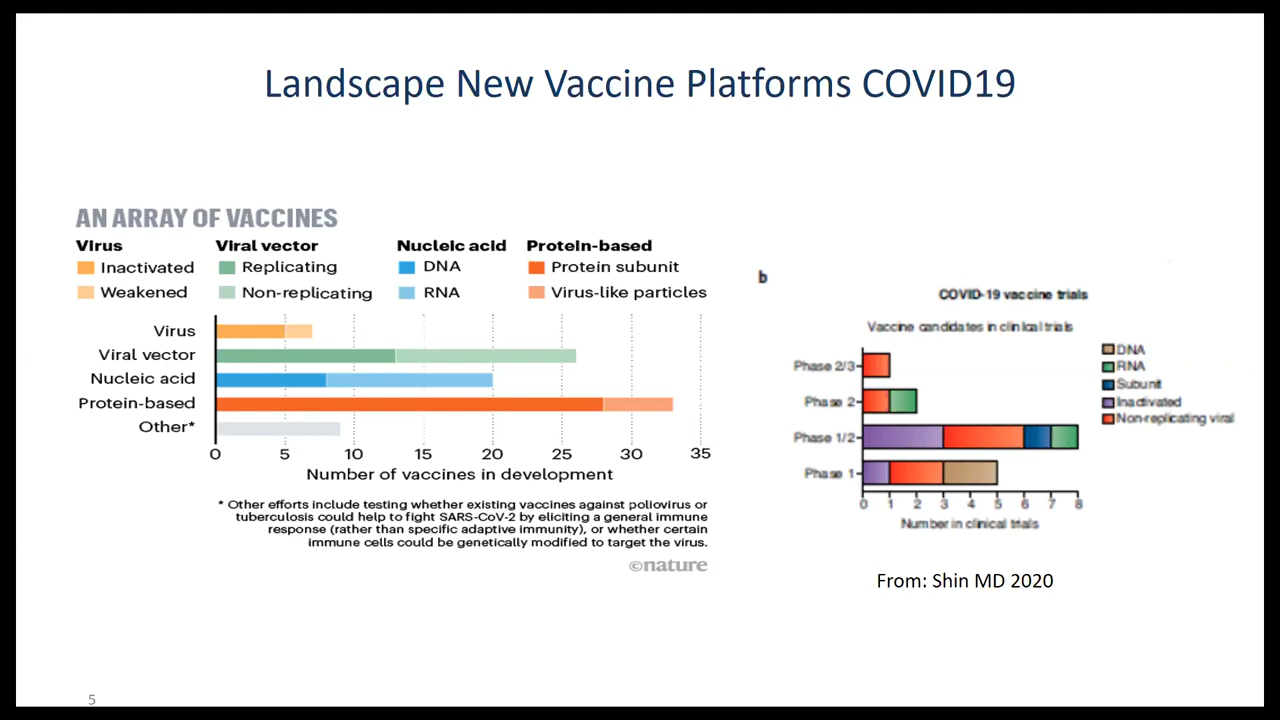 Landscape New Vaccine Platforms COVID19
AN ARRAY OF VACCINES
Virus
Inactivated
Weakened
Viral vector
Replicating
Non-replicating
Nucleic acid
DNA
RNA
Protein-based
Protein subunit
Virus-like particles
Virus
Viral vector
Nucleic acid
Protein-based
Other*
0 5 10 15 20 25 30 35
Number of vaccines in development
* Other efforts include testing whether existing vaccines against poliovirus or
tuberculosis could help to fight SARS-CoV-2 by eliciting a general immune
response (rather than specific adaptive immunity), or whether certain
immune cells could be genetically modified to target the virus.
©nature
b
COVID-19 vaccine trials
Vaccine candidates in clinical trials
Phase 2/3
Phase 2
Phase 1/2
Phase 1
0 1 2 3 4 5 6 7 8
Number in clinical trials
DNA
RNA
Subunit
Inactivated
Non-replicating viral
From: Shin MD 2020
5